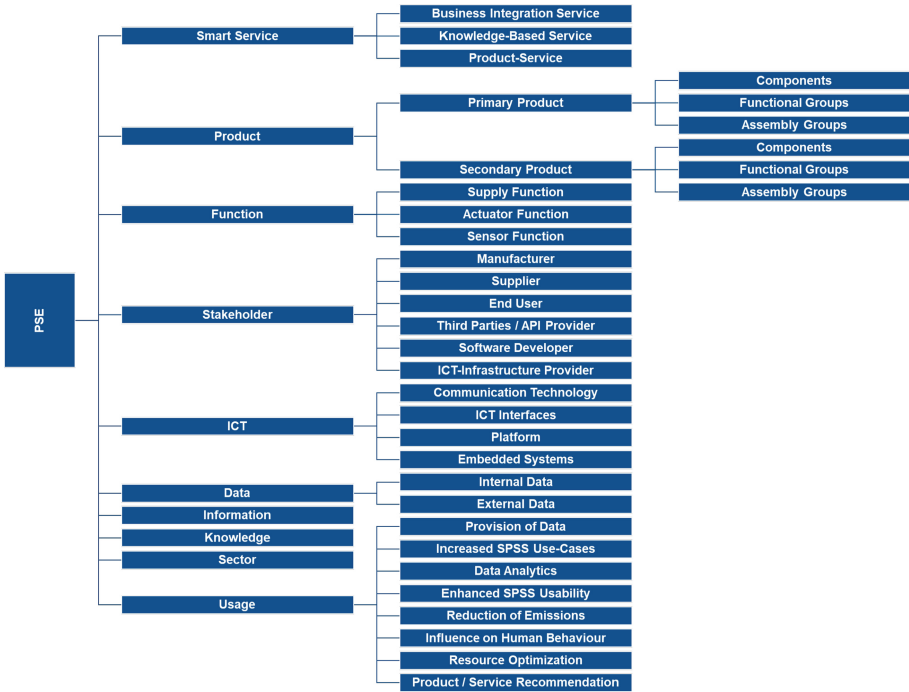 PSE
Smart Service
Business Integration Service
Knowledge-Based Service
Product-Service
Product
Primary Product
Components
Functional Groups
Assembly Groups
Secondary Product
Components
Functional Groups
Assembly Groups
Function
Supply Function
Actuator Function
Sensor Function
Stakeholder
Manufacturer
Supplier
End User
Third Parties / API Provider
Software Developer
ICT-Infrastructure Provider
ICT
Communication Technology
ICT Interfaces
Platform
Embedded Systems
Data
Internal Data
External Data
Information
Knowledge
Sector
Usage
Provision of Data
Increased SPSS Use-Cases
Data Analytics
Enhanced SPSS Usability
Reduction of Emissions
Influence on Human Behaviour
Resource Optimization
Product / Service Recommendation